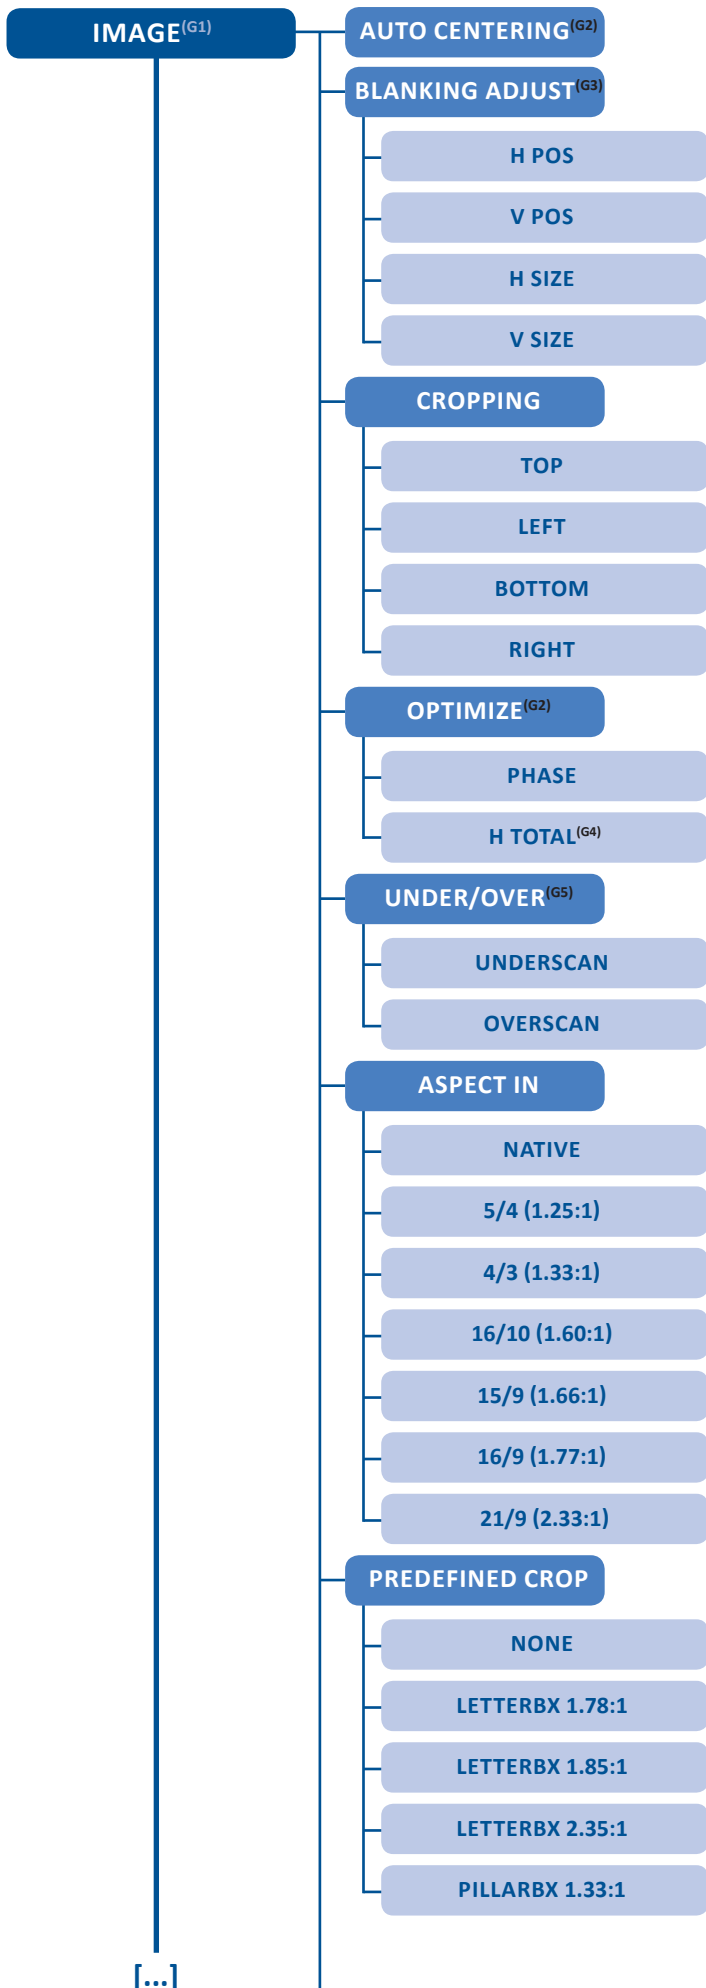 IMAGE(G1)
AUTO CENTERING(G2)
BLANKING ADJUST(G3)
H POS
V POS
H SIZE
V SIZE
CROPPING
TOP
LEFT
BOTTOM
RIGHT
OPTIMIZE(G2)
PHASE
H TOTAL(G4)
UNDER/OVER(G5)
UNDERSCAN
OVERSCAN
ASPECT IN
NATIVE
5/4 (1.25:1)
4/3 (1.33:1)
16/10 (1.60:1)
15/9 (1.66:1)
16/9 (1.77:1)
21/9 (2.33:1)
PREDEFINED CROP
NONE
LETTERBX 1.78:1
LETTERBX 1.85:1
LETTERBX 2.35:1
PILLARBX 1.33:1
[...]